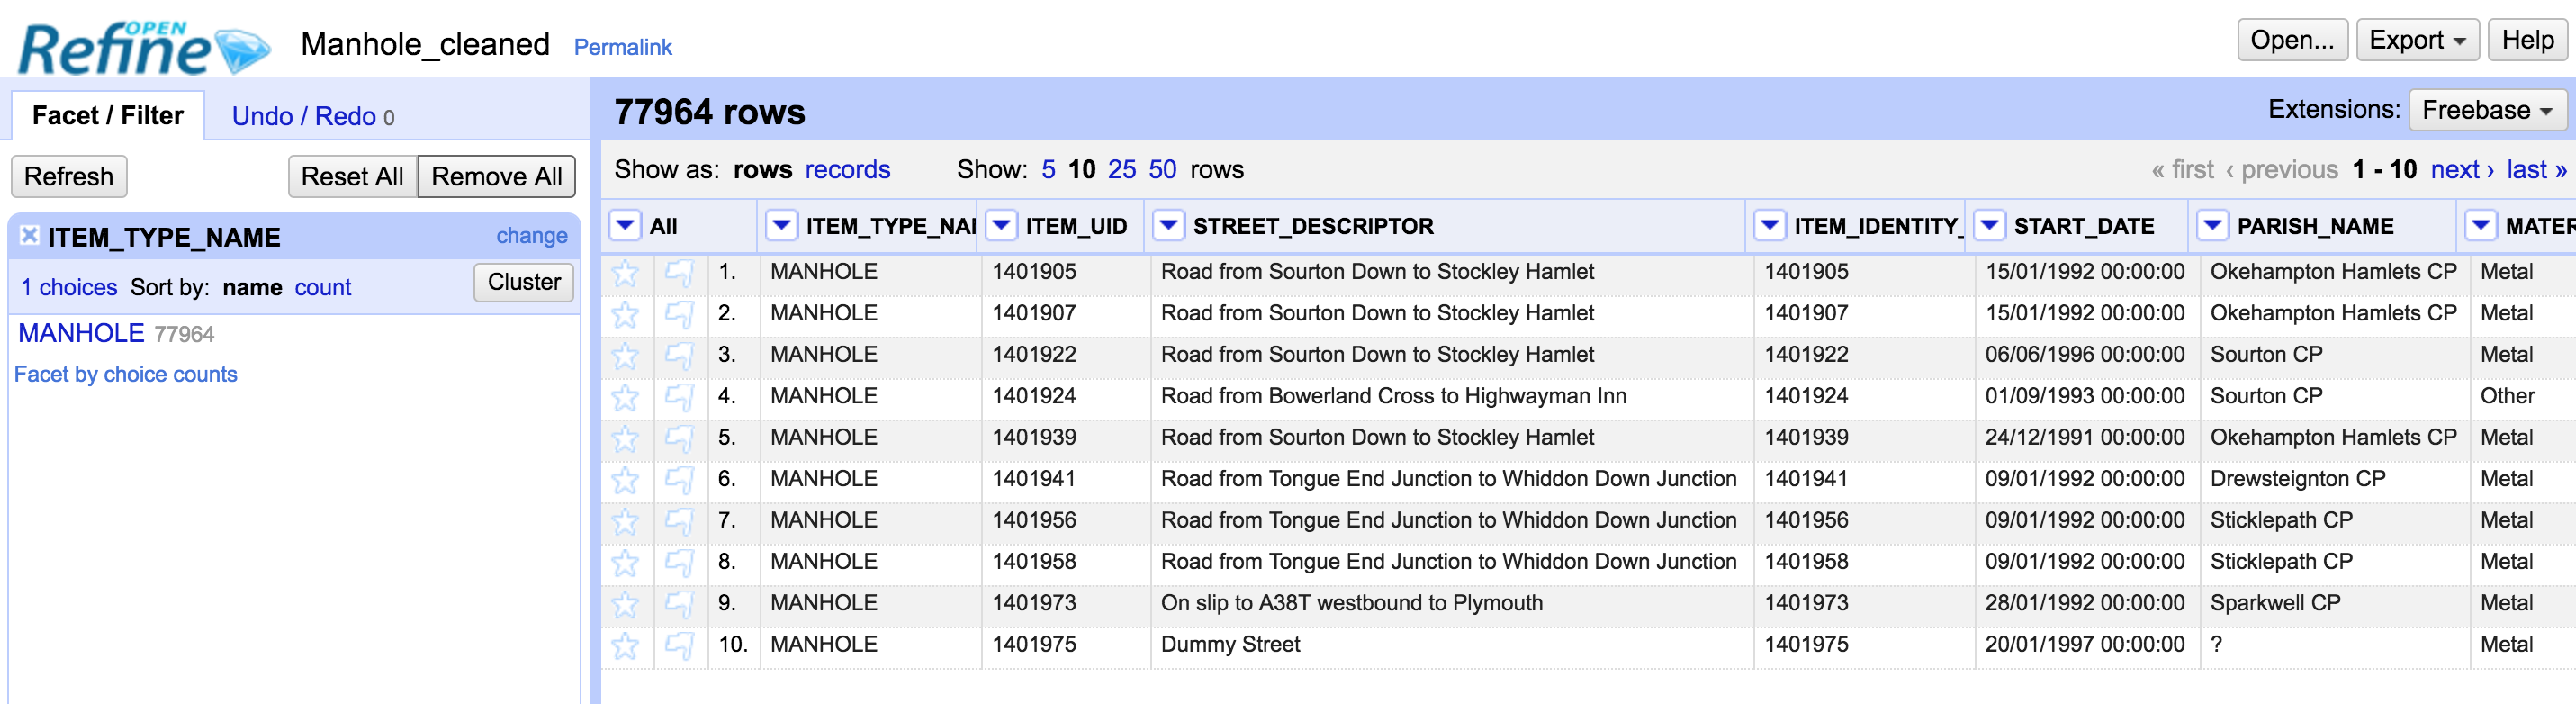 OPEN Refine Manhole_cleaned Permalink Open... Export Help
Facet / Filter Undo / Redo 0 77964 rows Extensions: Freebase
Refresh Reset All Remove All Show as: rows records Show: 5 10 25 50 rows « first ‹ previous 1 - 10 next › last »
ITEM_TYPE_NAME change
1 choices Sort by: name count Cluster
MANHOLE 77964
Facet by choice counts
All ITEM_TYPE_NAI ITEM_UID STREET_DESCRIPTOR ITEM_IDENTITY_ START_DATE PARISH_NAME MATER
1. MANHOLE 1401905 Road from Sourton Down to Stockley Hamlet 1401905 15/01/1992 00:00:00 Okehampton Hamlets CP Metal
2. MANHOLE 1401907 Road from Sourton Down to Stockley Hamlet 1401907 15/01/1992 00:00:00 Okehampton Hamlets CP Metal
3. MANHOLE 1401922 Road from Sourton Down to Stockley Hamlet 1401922 06/06/1996 00:00:00 Sourton CP Metal
4. MANHOLE 1401924 Road from Bowerland Cross to Highwayman Inn 1401924 01/09/1993 00:00:00 Sourton CP Other
5. MANHOLE 1401939 Road from Sourton Down to Stockley Hamlet 1401939 24/12/1991 00:00:00 Okehampton Hamlets CP Metal
6. MANHOLE 1401941 Road from Tongue End Junction to Whiddon Down Junction 1401941 09/01/1992 00:00:00 Drewsteignton CP Metal
7. MANHOLE 1401956 Road from Tongue End Junction to Whiddon Down Junction 1401956 09/01/1992 00:00:00 Sticklepath CP Metal
8. MANHOLE 1401958 Road from Tongue End Junction to Whiddon Down Junction 1401958 09/01/1992 00:00:00 Sticklepath CP Metal
9. MANHOLE 1401973 On slip to A38T westbound to Plymouth 1401973 28/01/1992 00:00:00 Sparkwell CP Metal
10. MANHOLE 1401975 Dummy Street 1401975 20/01/1997 00:00:00 ? Metal